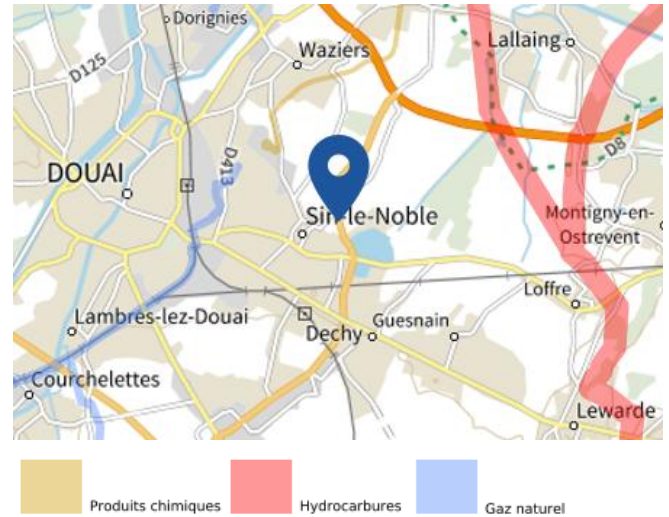 Dorignies
Waziers
Lallaing
D125
D413
D8
DOUAI
Sin-le-Noble
Montigny-en-
Ostrevent
Loffre
Lambres-lez-Douai
Dechy
Guesnain
Courchelettes
Lewarde
Produits chimiques
Hydrocarbures
Gaz naturel